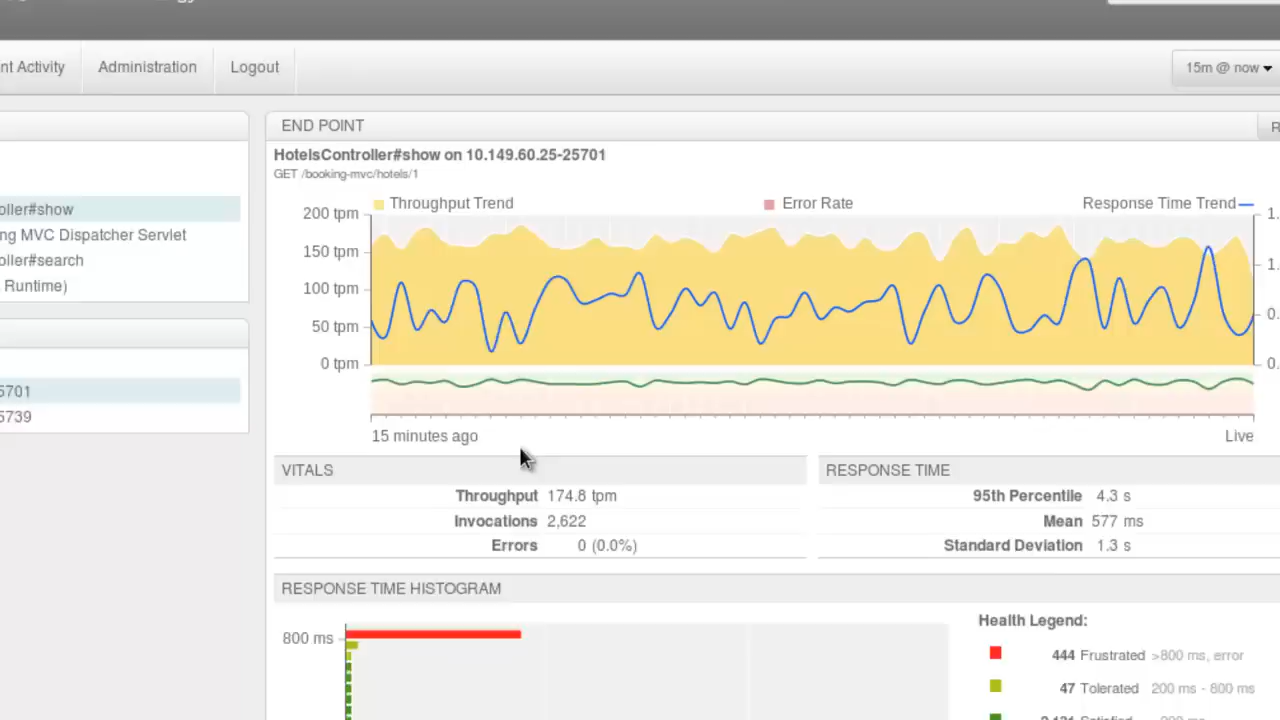 nt Activity
Administration
Logout
15m @ now
END POINT
HotelsController#show on 10.149.60.25-25701
GET /booking-mvc/hotels/1
oller#show
ng MVC Dispatcher Servlet
oller#search
Runtime)
5701
5739
Throughput Trend
Error Rate
Response Time Trend
200 tpm
150 tpm
100 tpm
50 tpm
0 tpm
1.
1.
0.
0.
15 minutes ago
Live
VITALS
Throughput 174.8 tpm
Invocations 2,622
Errors 0 (0.0%)
RESPONSE TIME
95th Percentile 4.3 s
Mean 577 ms
Standard Deviation 1.3 s
RESPONSE TIME HISTOGRAM
800 ms
Health Legend:
444 Frustrated >800 ms, error
47 Tolerated 200 ms - 800 ms